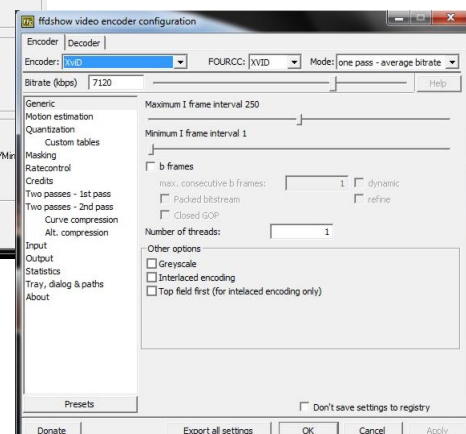 ffdshow video encoder configuration
Encoder Decoder
Encoder: XviD FOURCC: XVID Mode: one pass - average bitrate
Bitrate (kbps) 7120 Help
Generic
Motion estimation
Quantization
Custom tables
Masking
Ratecontrol
Credits
Two passes - 1st pass
Two passes - 2nd pass
Curve compression
Alt. compression
Input
Output
Statistics
Tray, dialog & paths
About
Maximum I frame interval 250
Minimum I frame interval 1
b frames
max. consecutive b frames: 1 dynamic
Packed bitstream refine
Closed GOP
Number of threads: 1
Other options
Greyscale
Interlaced encoding
Top field first (for intelaced encoding only)
Presets
Don't save settings to registry
Donate Export all settings OK Cancel Apply